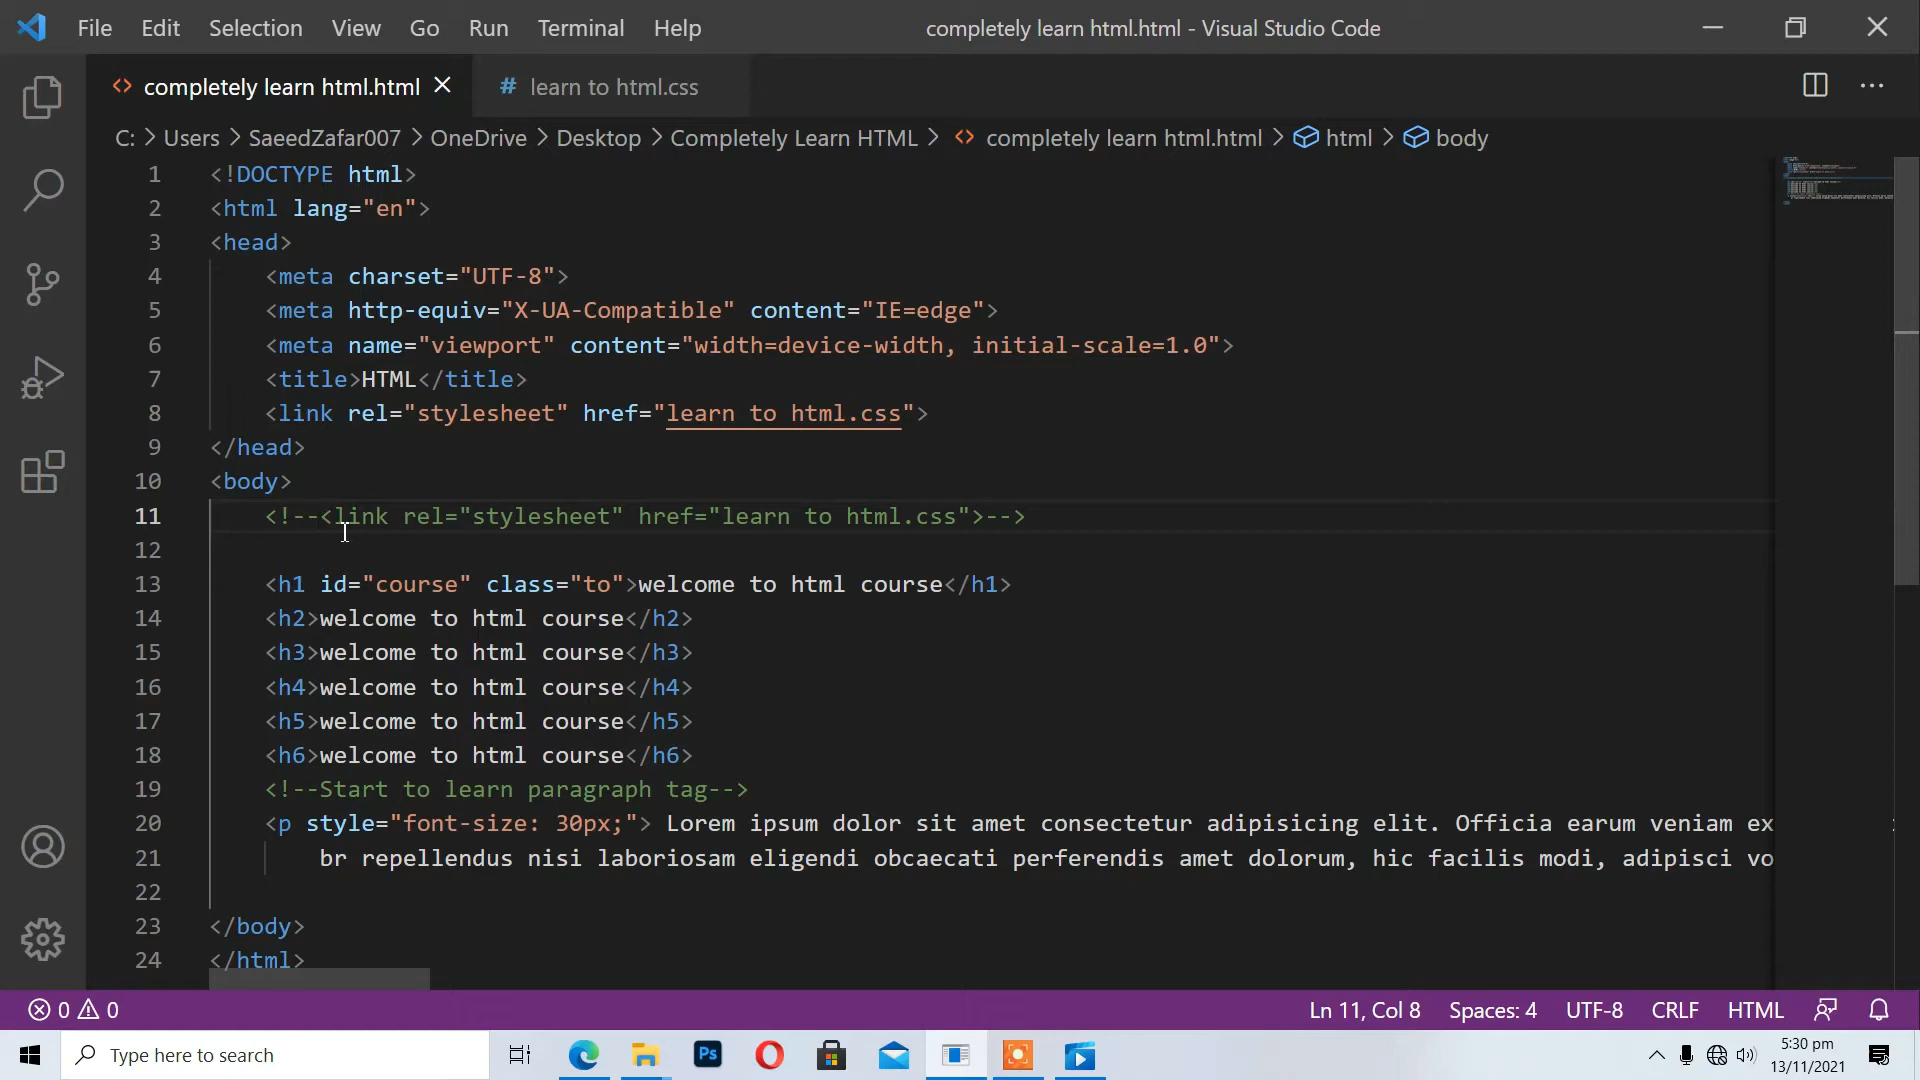 File Edit Selection View Go Run Terminal Help completely learn html.html - Visual Studio Code
completely learn html.html # learn to html.css
C: > Users > SaeedZafar007 > OneDrive > Desktop > Completely Learn HTML > completely learn html.html > html > body
1 <!DOCTYPE html>
2 <html lang="en">
3 <head>
4 <meta charset="UTF-8">
5 <meta http-equiv="X-UA-Compatible" content="IE=edge">
6 <meta name="viewport" content="width=device-width, initial-scale=1.0">
7 <title>HTML</title>
8 <link rel="stylesheet" href="learn to html.css">
9 </head>
10 <body>
11 <!--<link rel="stylesheet" href="learn to html.css">-->
12
13 <h1 id="course" class="to">welcome to html course</h1>
14 <h2>welcome to html course</h2>
15 <h3>welcome to html course</h3>
16 <h4>welcome to html course</h4>
17 <h5>welcome to html course</h5>
18 <h6>welcome to html course</h6>
19 <!--Start to learn paragraph tag-->
20 <p style="font-size: 30px;"> Lorem ipsum dolor sit amet consectetur adipisicing elit. Officia earum veniam ex
21 br repellendus nisi laboriosam eligendi obcaecati perferendis amet dolorum, hic facilis modi, adipisci vo
22
23 </body>
24 </html>
0 0 Ln 11, Col 8 Spaces: 4 UTF-8 CRLF HTML
Type here to search Ps 5:30 pm
13/11/2021